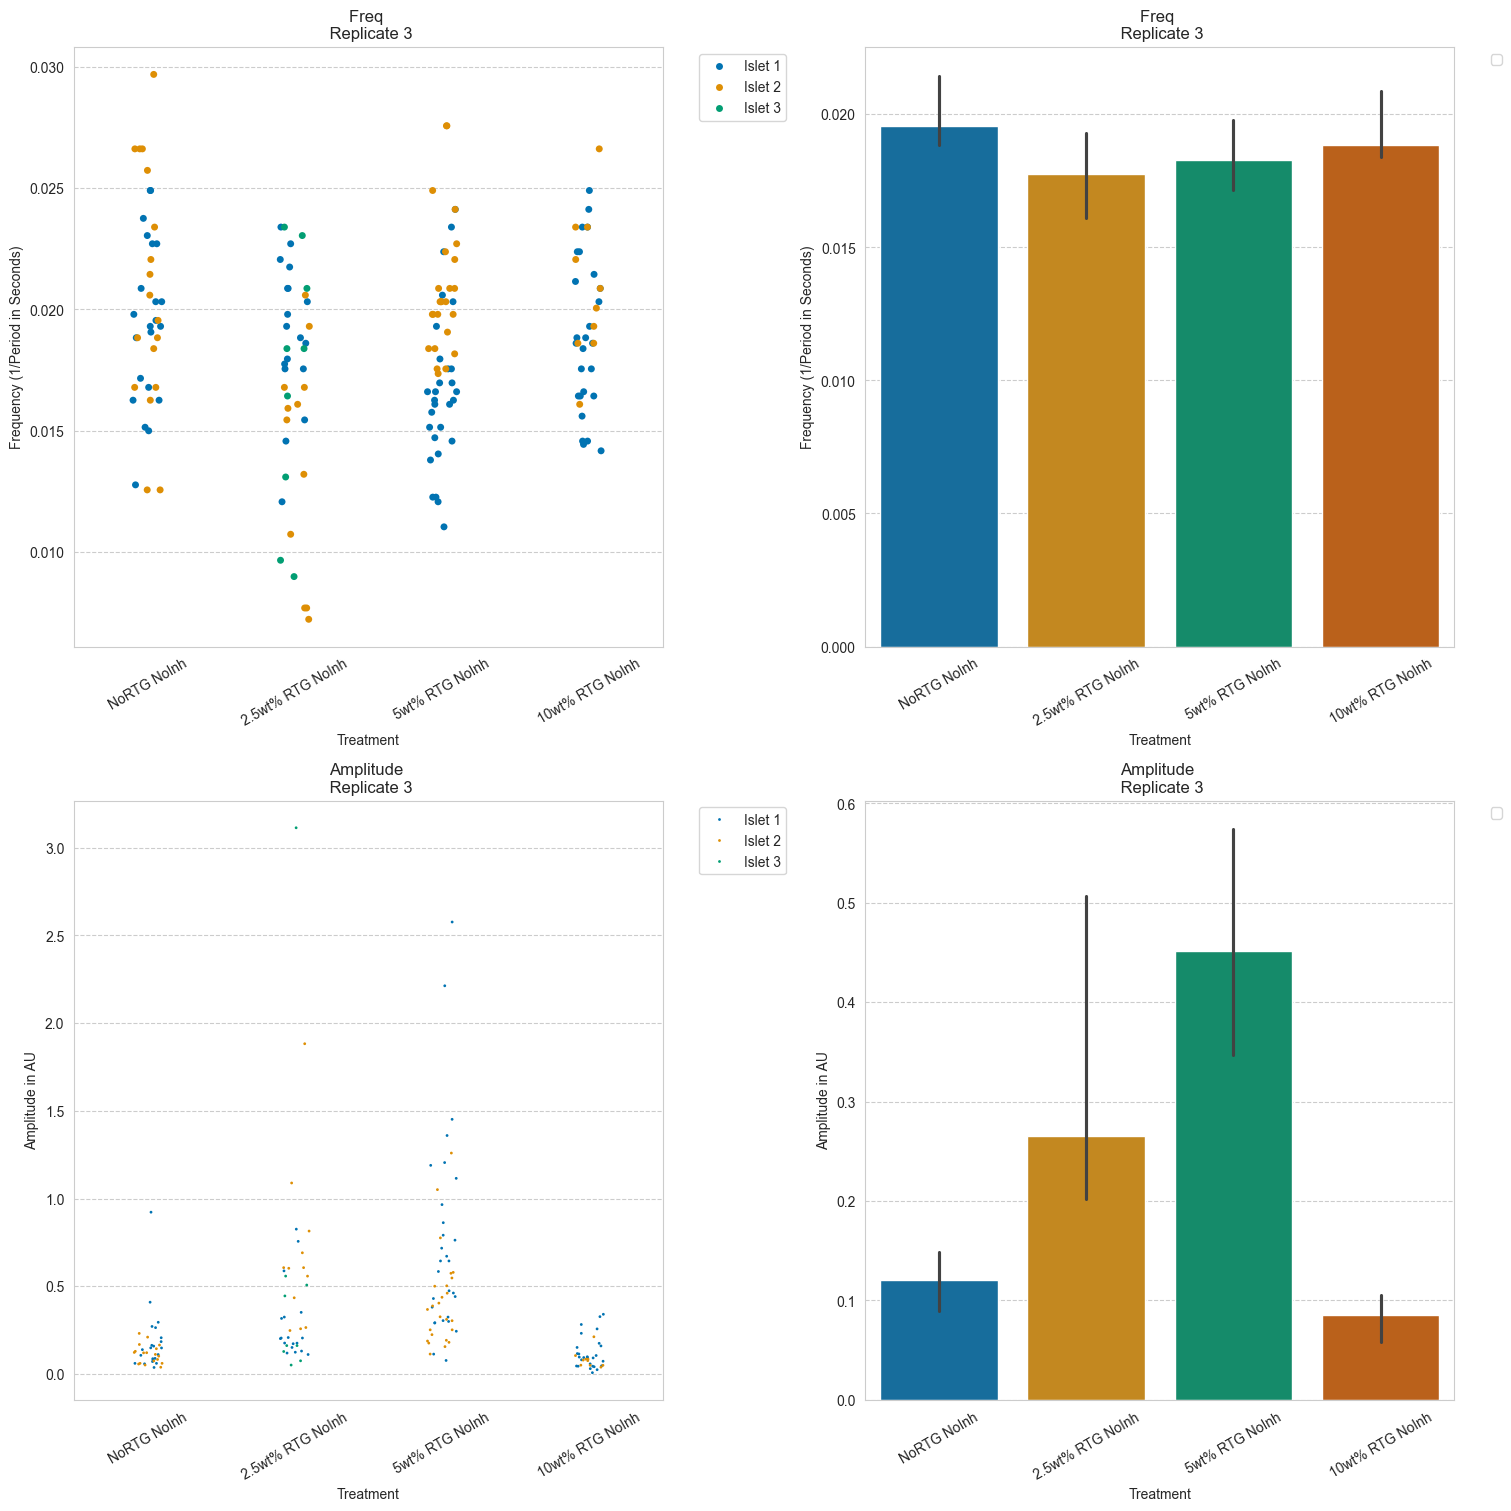 Freq
Replicate 3
Frequency (1/Period in Seconds)
0.030
0.025
0.020
0.015
0.010
NoRTG NoInh
2.5wt% RTG NoInh
5wt% RTG NoInh
10wt% RTG NoInh
Treatment
Islet 1
Islet 2
Islet 3
Freq
Replicate 3
Frequency (1/Period in Seconds)
0.020
0.015
0.010
0.005
0.000
NoRTG NoInh
2.5wt% RTG NoInh
5wt% RTG NoInh
10wt% RTG NoInh
Treatment
Amplitude
Replicate 3
Amplitude in AU
3.0
2.5
2.0
1.5
1.0
0.5
0.0
NoRTG NoInh
2.5wt% RTG NoInh
5wt% RTG NoInh
10wt% RTG NoInh
Treatment
Islet 1
Islet 2
Islet 3
Amplitude
Replicate 3
Amplitude in AU
0.6
0.5
0.4
0.3
0.2
0.1
0.0
NoRTG NoInh
2.5wt% RTG NoInh
5wt% RTG NoInh
10wt% RTG NoInh
Treatment